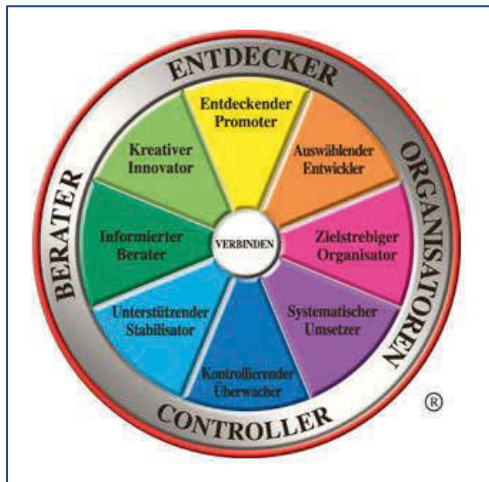 ENTDECKER
Entdeckender
Promoter
Kreativer
Innovator
Auswählender
Entwickler
BERATER
ORGANISATOREN
Informierter
Berater
VERBINDEN
Zielstrebiger
Organisator
Unterstützender
Stabilisator
Systematischer
Umsetzer
Kontrollierender
Überwacher
CONTROLLER
®